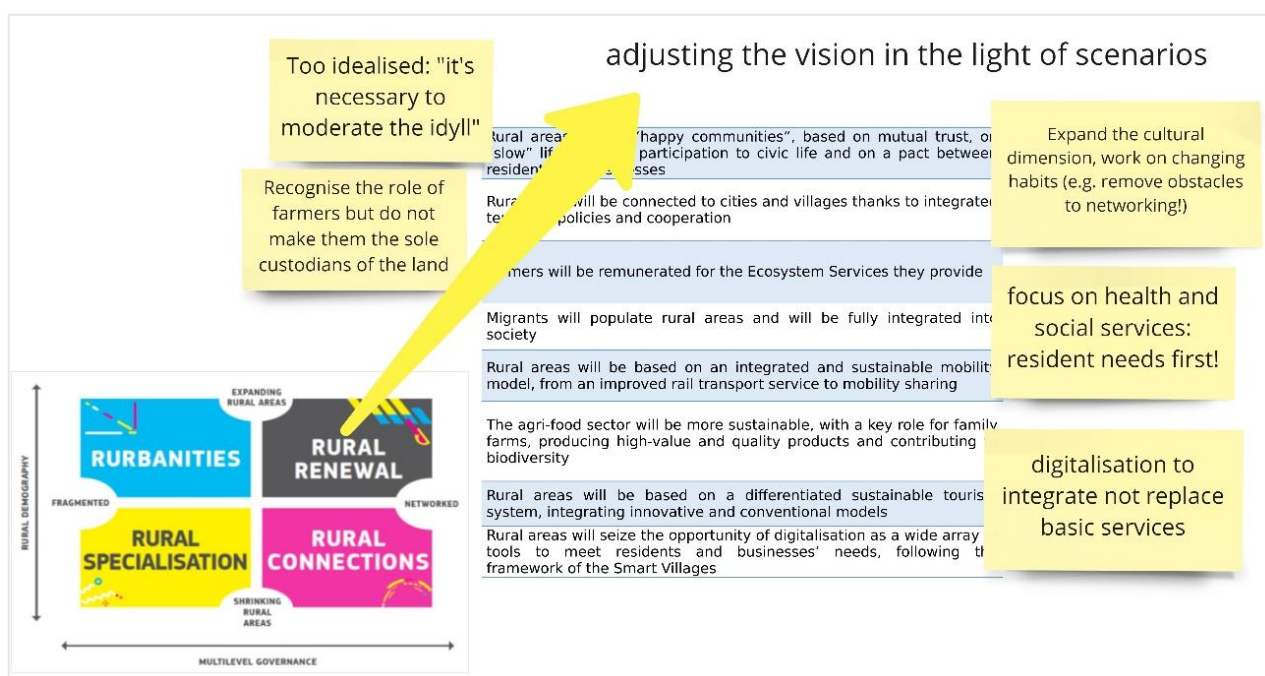 adjusting the vision in the light of scenarios
Too idealised: "it's
necessary to
moderate the idyll"
Recognise the role of
farmers but do not
make them the sole
custodians of the land
Rural areas "happy communities", based on mutual trust, on
"slow" participation to civic life and on a pact between
Rural will be connected to cities and villages thanks to integrated
policies and cooperation
will be remunerated for the Ecosystem Services they provide
Migrants will populate rural areas and will be fully integrated into
society
Rural areas will be based on an integrated and sustainable mobility
model, from an improved rail transport service to mobility sharing
The agri-food sector will be more sustainable, with a key role for family
farms, producing high-value and quality products and contributing
biodiversity
Rural areas will be based on a differentiated sustainable
system, integrating innovative and conventional models
Rural areas will seize the opportunity of digitalisation as a wide array
tools to meet residents and businesses' needs, following
framework of the Smart Villages
Expand the cultural
dimension, work on changing
habits (e.g. remove obstacles
to networking!)
focus on health and
social services:
resident needs first!
digitalisation to
integrate not replace
basic services
EXPANDING
RURAL AREAS
RURBANITIES
RURAL
RENEWAL
FRAGMENTED
NETWORKED
RURAL
SPECIALISATION
RURAL
CONNECTIONS
SHRINKING
RURAL
AREAS
RURAL DEMOGRAPHY
MULTILEVEL GOVERNANCE